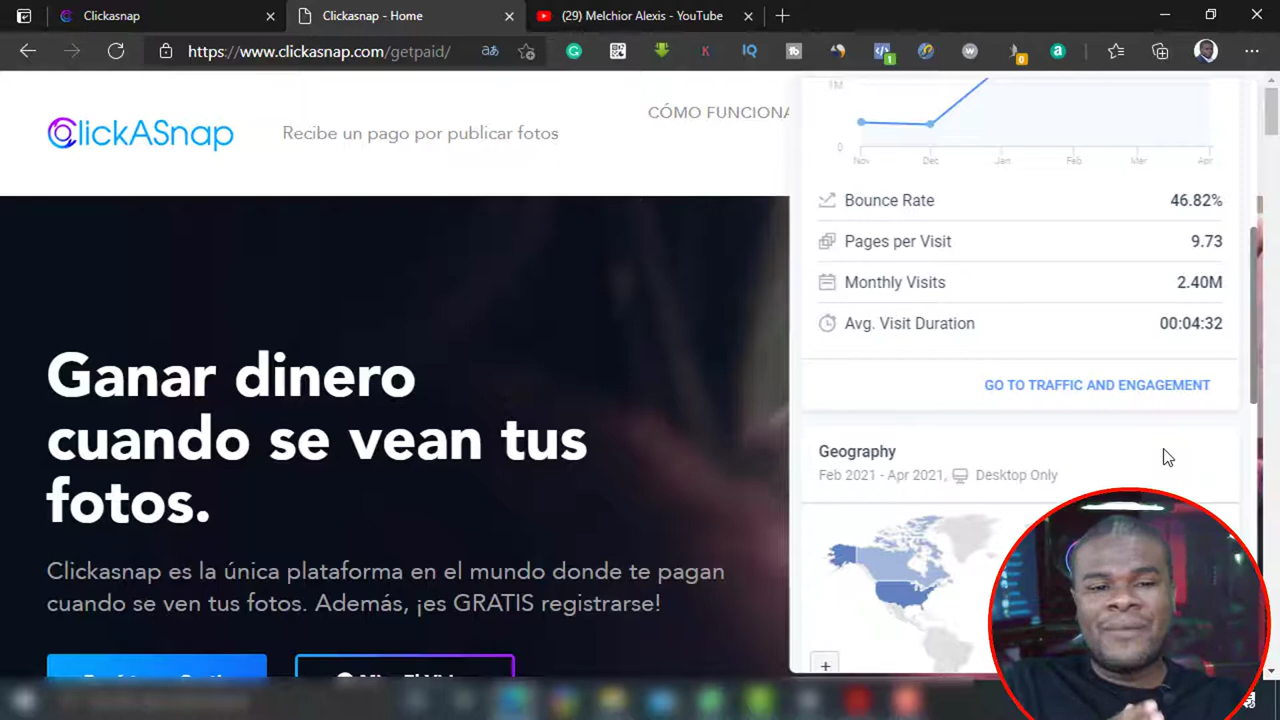 Clickasnap
Clickasnap - Home
(29) Melchior Alexis - YouTube
https://www.clickasnap.com/getpaid/
ClickASnap
Recibe un pago por publicar fotos
CÓMO FUNCIONA
Ganar dinero
cuando se vean tus
fotos.
Clickasnap es la única plataforma en el mundo donde te pagan
cuando se ven tus fotos. Además, ¡es GRATIS registrarse!
1M
0
Nov Dec Jan Feb Mar Apr
Bounce Rate 46.82%
Pages per Visit 9.73
Monthly Visits 2.40M
Avg. Visit Duration 00:04:32
GO TO TRAFFIC AND ENGAGEMENT
Geography
Feb 2021 - Apr 2021, Desktop Only